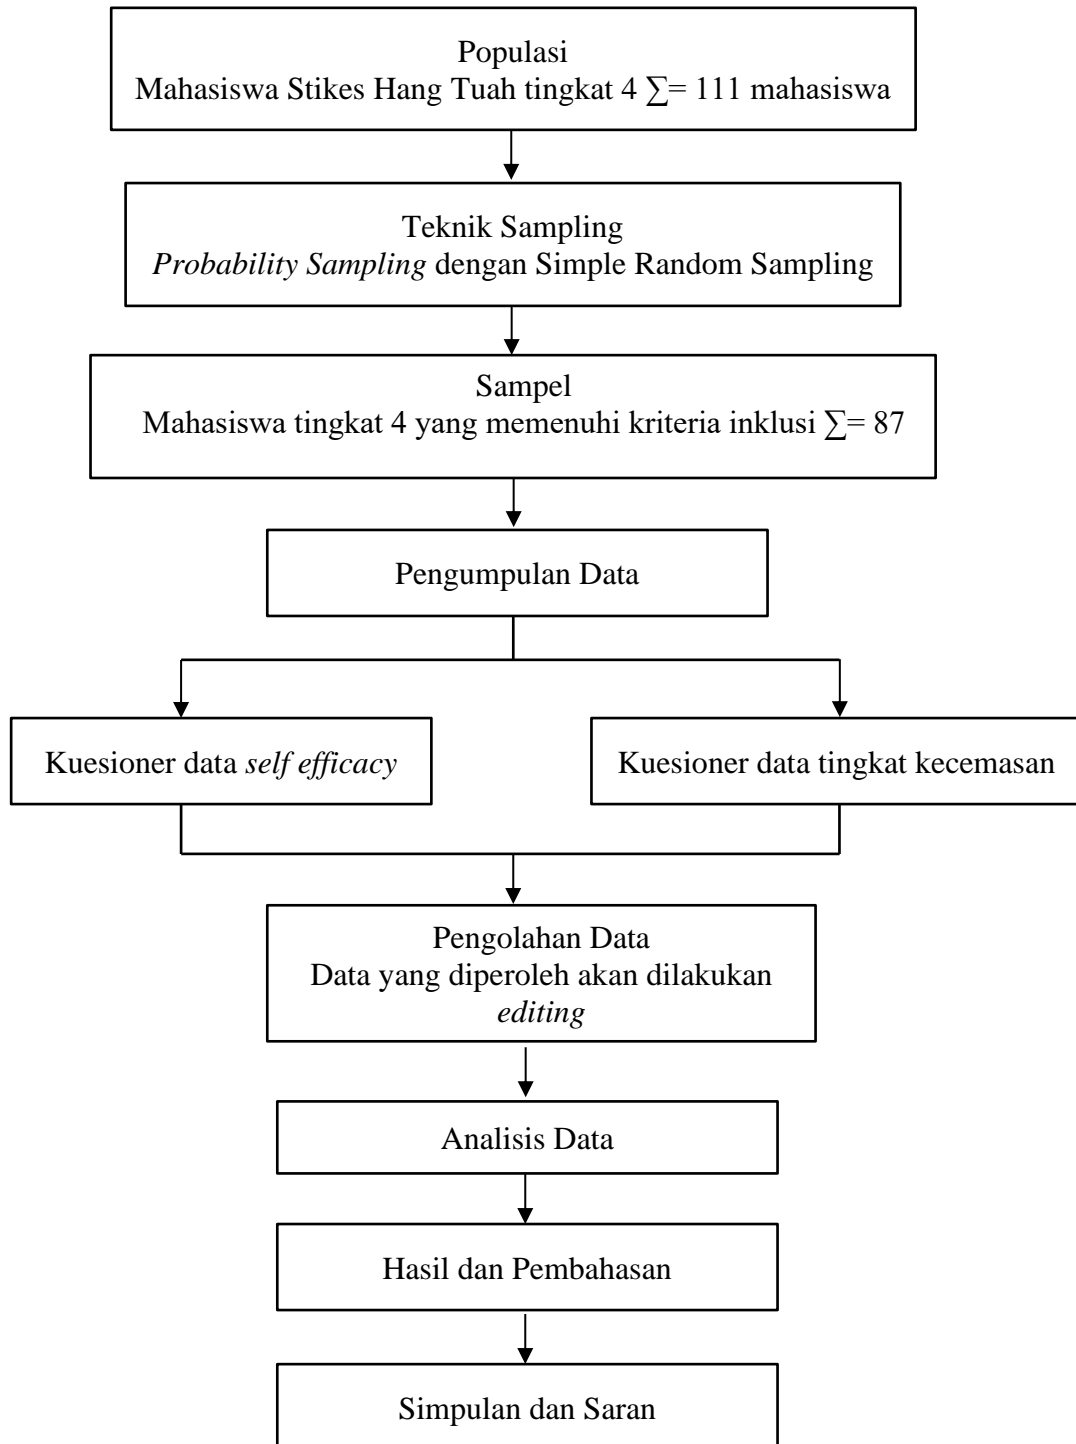 Populasi
Mahasiswa Stikes Hang Tuah tingkat 4 ∑= 111 mahasiswa
Teknik Sampling
Probability Sampling dengan Simple Random Sampling
Sampel
Mahasiswa tingkat 4 yang memenuhi kriteria inklusi ∑= 87
Pengumpulan Data
Kuesioner data self efficacy
Kuesioner data tingkat kecemasan
Pengolahan Data
Data yang diperoleh akan dilakukan
editing
Analisis Data
Hasil dan Pembahasan
Simpulan dan Saran